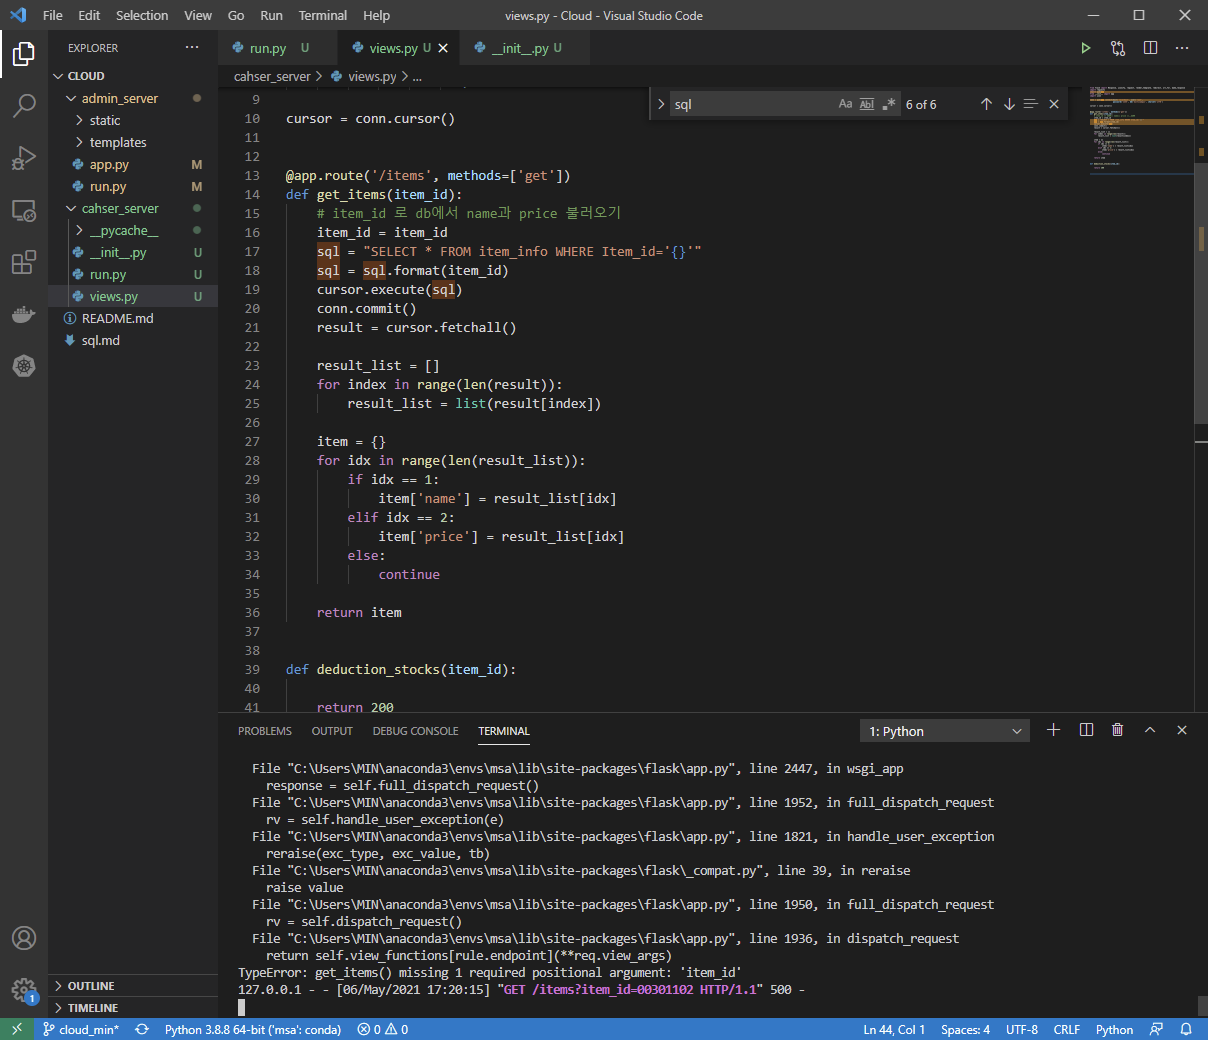 File Edit Selection View Go Run Terminal Help views.py - Cloud - Visual Studio Code
EXPLORER
CLOUD
admin_server
static
templates
app.py M
run.py M
cahser_server
__pycache__
__init__.py U
run.py U
views.py U
README.md
sql.md
OUTLINE
TIMELINE
run.py U views.py U __init__.py U
cahser_server > views.py > ...
sql Aa Abl .* 6 of 6
9
10 cursor = conn.cursor()
11
12
13 @app.route('/items', methods=['get'])
14 def get_items(item_id):
15 # item_id 로 db에서 name과 price 불러오기
16 item_id = item_id
17 sql = "SELECT * FROM item_info WHERE Item_id='{}'"
18 sql = sql.format(item_id)
19 cursor.execute(sql)
20 conn.commit()
21 result = cursor.fetchall()
22
23 result_list = []
24 for index in range(len(result)):
25 result_list = list(result[index])
26
27 item = {}
28 for idx in range(len(result_list)):
29 if idx == 1:
30 item['name'] = result_list[idx]
31 elif idx == 2:
32 item['price'] = result_list[idx]
33 else:
34 continue
35
36 return item
37
38
39 def deduction_stocks(item_id):
40
41 return 200
PROBLEMS OUTPUT DEBUG CONSOLE TERMINAL 1: Python
File "C:\Users\MIN\anaconda3\envs\msa\lib\site-packages\flask\app.py", line 2447, in wsgi_app
response = self.full_dispatch_request()
File "C:\Users\MIN\anaconda3\envs\msa\lib\site-packages\flask\app.py", line 1952, in full_dispatch_request
rv = self.handle_user_exception(e)
File "C:\Users\MIN\anaconda3\envs\msa\lib\site-packages\flask\app.py", line 1821, in handle_user_exception
reraise(exc_type, exc_value, tb)
File "C:\Users\MIN\anaconda3\envs\msa\lib\site-packages\flask\_compat.py", line 39, in reraise
raise value
File "C:\Users\MIN\anaconda3\envs\msa\lib\site-packages\flask\app.py", line 1950, in full_dispatch_request
rv = self.dispatch_request()
File "C:\Users\MIN\anaconda3\envs\msa\lib\site-packages\flask\app.py", line 1936, in dispatch_request
return self.view_functions[rule.endpoint](**req.view_args)
TypeError: get_items() missing 1 required positional argument: 'item_id'
127.0.0.1 - - [06/May/2021 17:20:15] "GET /items?item_id=00301102 HTTP/1.1" 500 -
1
cloud_min* Python 3.8.8 64-bit ('msa': conda) 0 0 Ln 44, Col 1 Spaces: 4 UTF-8 CRLF Python